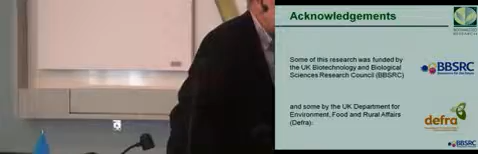 Acknowledgements
Some of this research was funded by
the UK Biotechnology and Biological
Sciences Research Council (BBSRC)
BBSRC
and some by the UK Department for
Environment, Food and Rural Affairs
(Defra).
defra
BBSRC